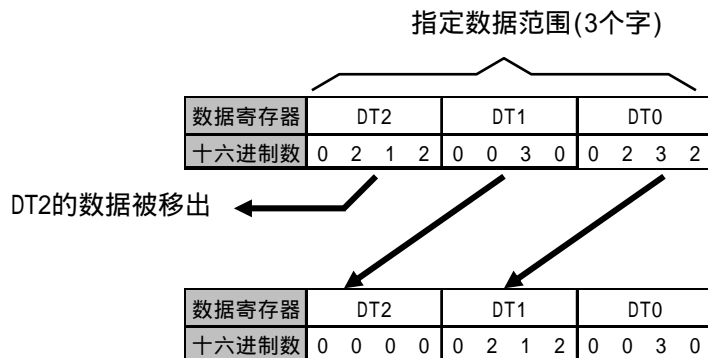 指定数据范围(3个字)
数据寄存器 DT2 DT1 DT0
十六进制数 0 2 1 2 0 0 3 0 0 2 3 2
DT2的数据被移出
数据寄存器 DT2 DT1 DT0
十六进制数 0 0 0 0 0 2 1 2 0 0 3 0